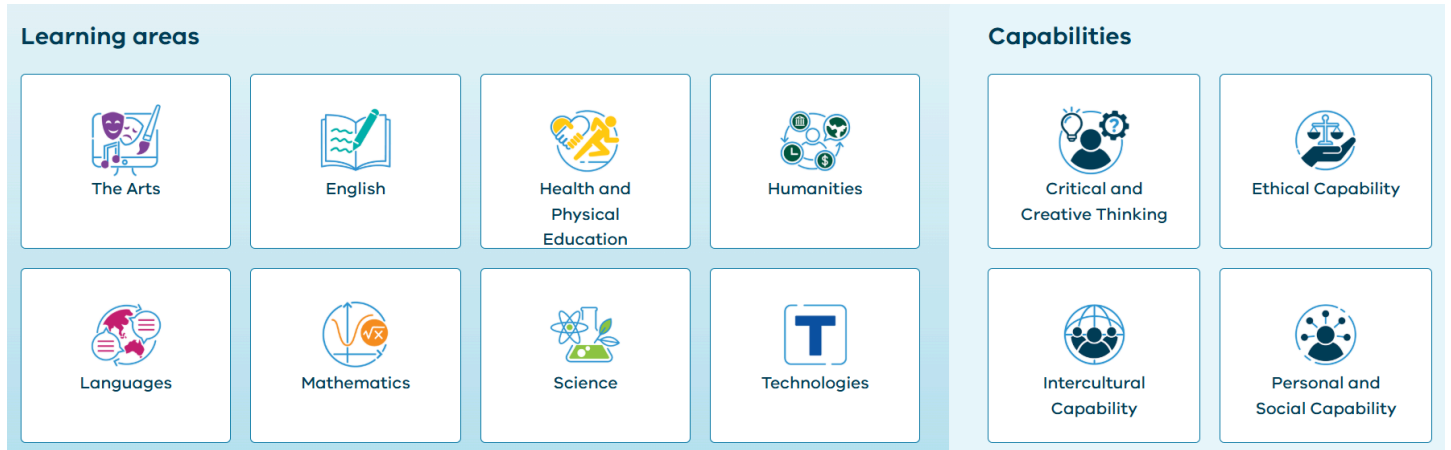 Learning areas
Capabilities
The Arts
English
Health and
Physical
Education
Humanities
Critical and
Creative Thinking
Ethical Capability
Languages
Mathematics
√x
Science
T
Technologies
Intercultural
Capability
Personal and
Social Capability